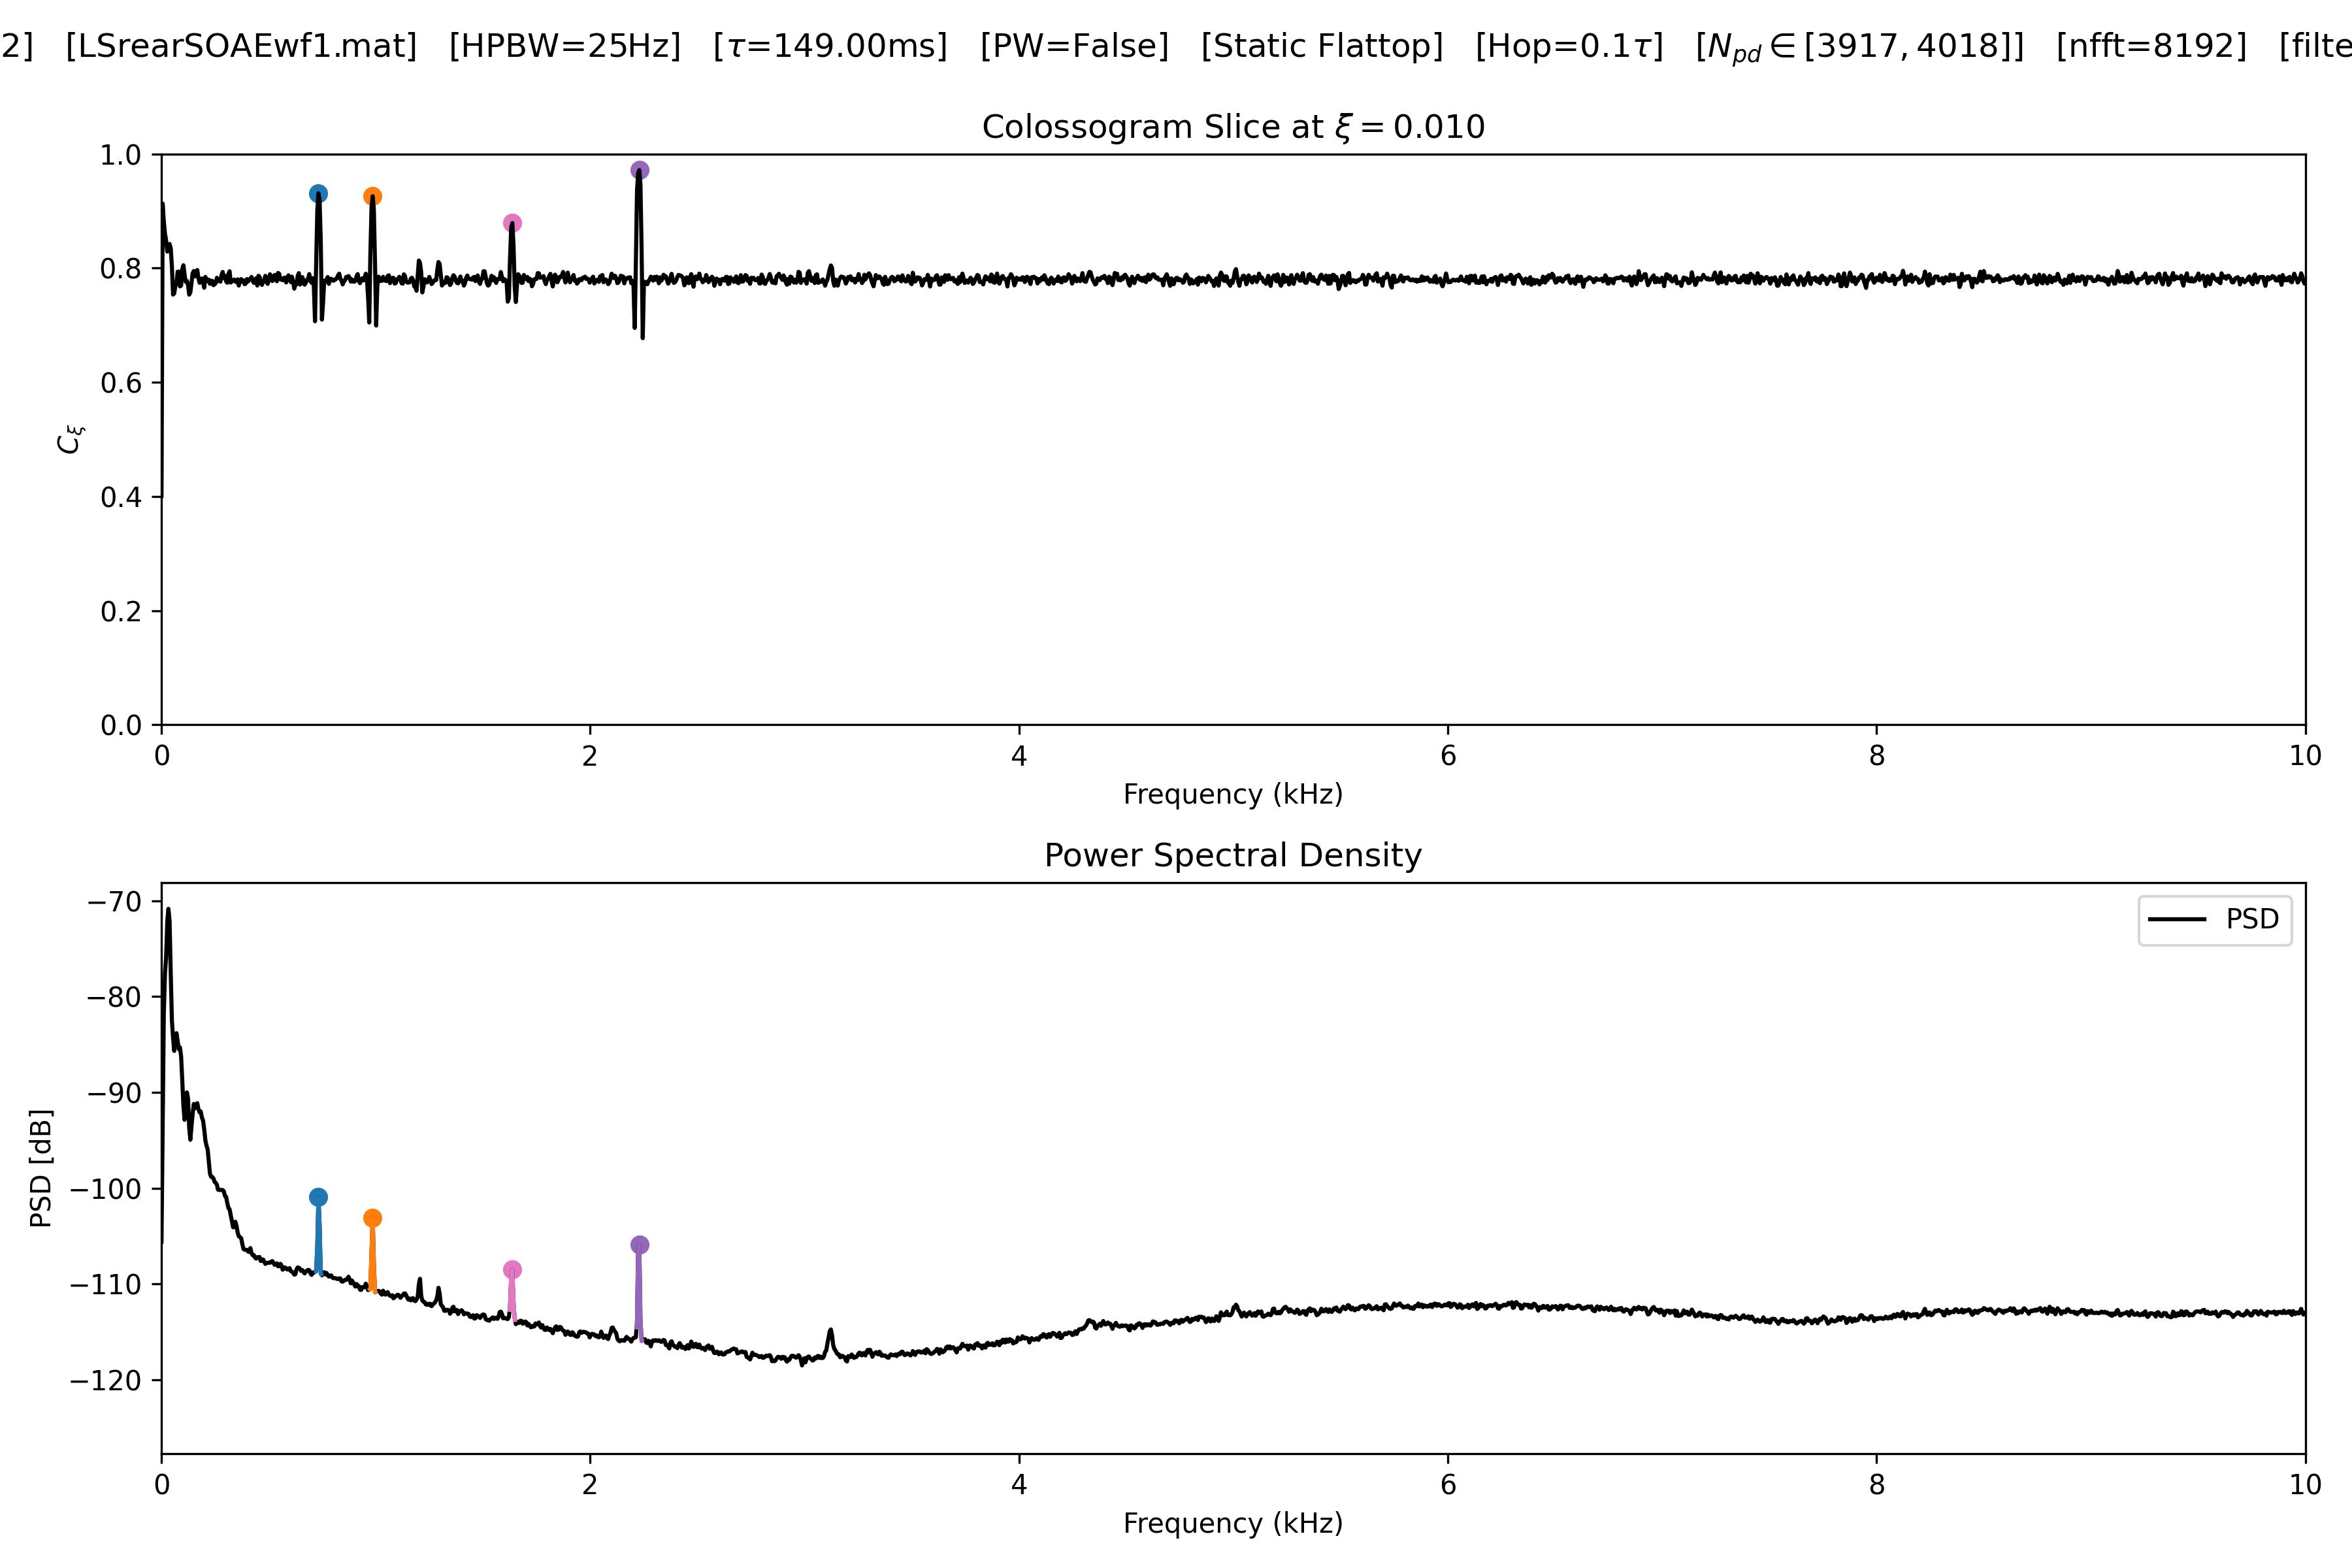 2] [LSrearSOAEwf1.mat] [HPBW=25Hz] [τ=149.00ms] [PW=False] [Static Flattop] [Hop=0.1τ] [N_pd ∈ [3917, 4018]] [nfft=8192] [filte
Colossogram Slice at ξ = 0.010
1.0
0.8
0.6
0.4
0.2
0.0
C_ξ
0 2 4 6 8 10
Frequency (kHz)
Power Spectral Density
PSD
−70
−80
−90
−100
−110
−120
PSD [dB]
0 2 4 6 8 10
Frequency (kHz)